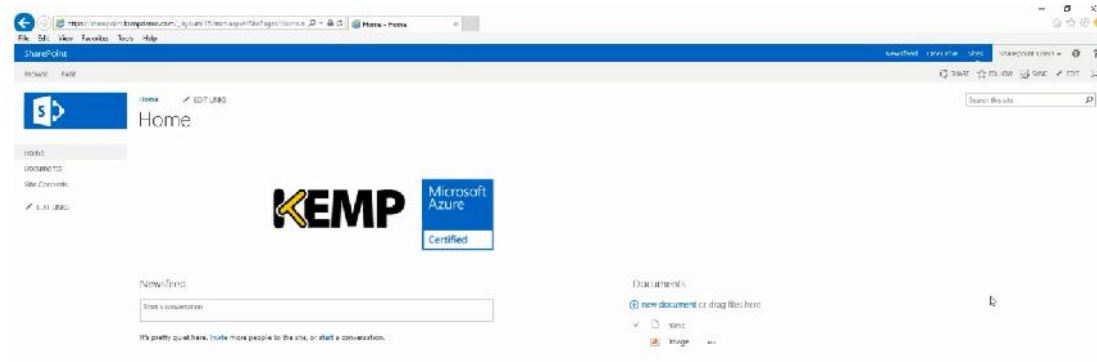 Home - Home
File Edit View Favorites Tools Help
SharePoint
Newsfeed OneDrive Sites
BROWSE PAGE
SHARE FOLLOW SYNC EDIT
Home EDIT LINKS
Search this site
Home
Home
Documents
Site Contents
EDIT LINKS
KEMP
Microsoft
Azure
Certified
Newsfeed
Documents
Start a conversation
new document or drag files here
Name
It's pretty quiet here. Invite more people to the site, or start a conversation.
Image ...